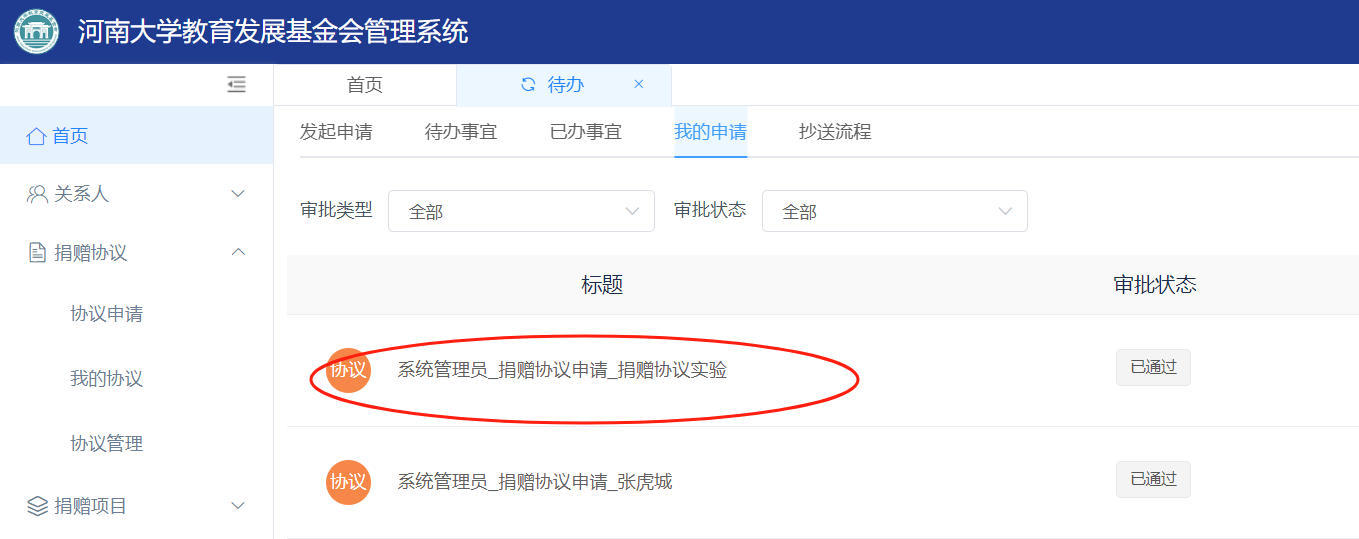 河南大学教育发展基金会管理系统
首页 待办
首页
发起申请 待办事宜 已办事宜 我的申请 抄送流程
关系人
审批类型 全部 审批状态 全部
捐赠协议
标题 审批状态
协议申请
协议 系统管理员_捐赠协议申请_捐赠协议实验 已通过
我的协议
协议管理
协议 系统管理员_捐赠协议申请_张虎城 已通过
捐赠项目